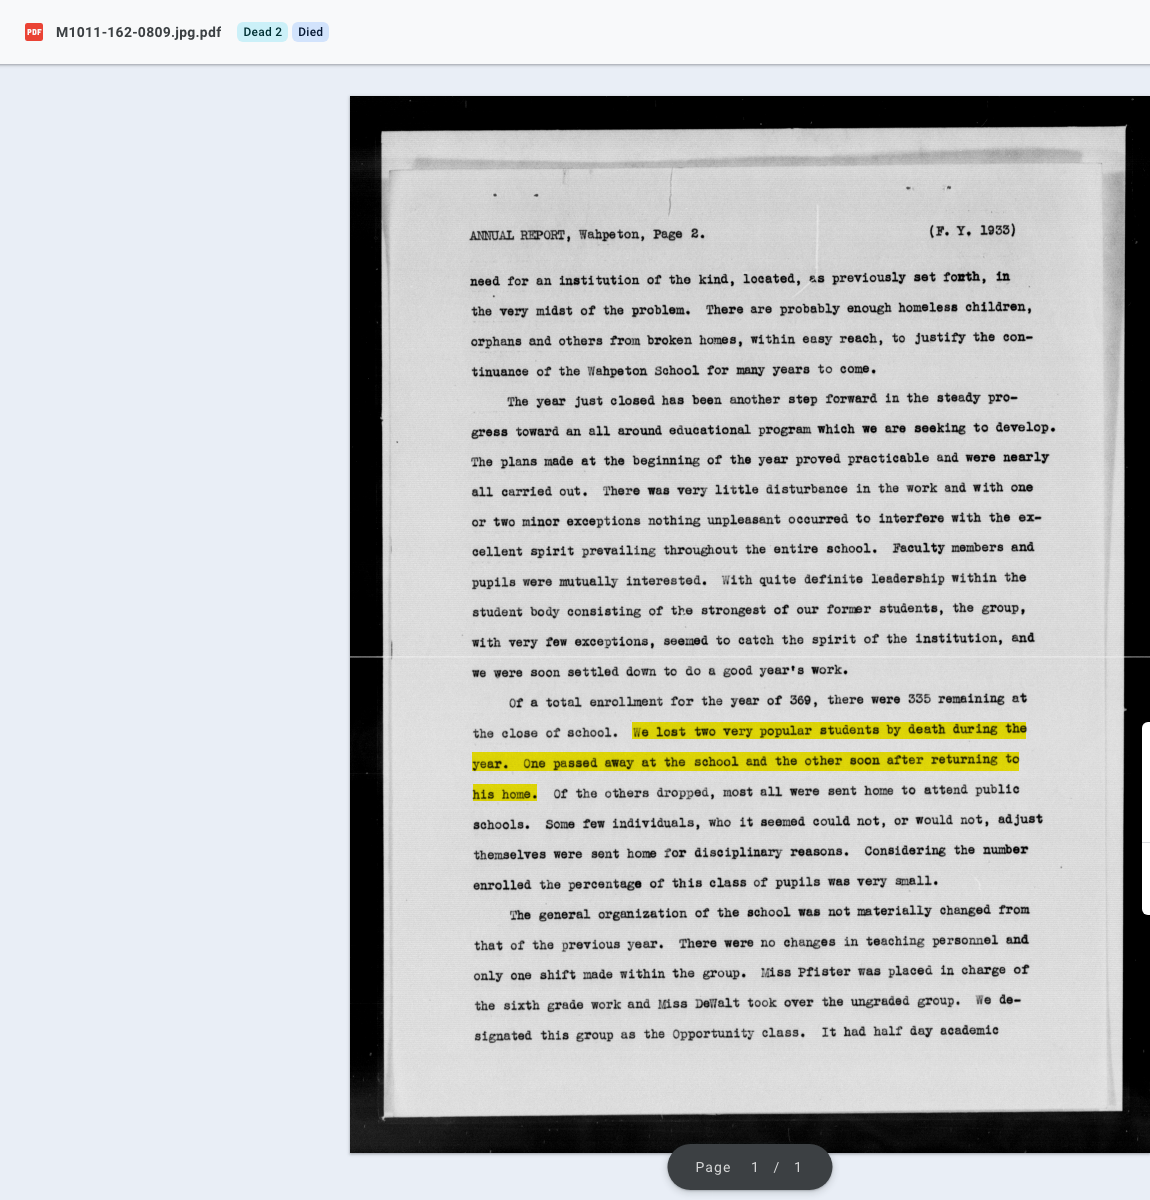 PDF M1011-162-0809.jpg.pdf Dead 2 Died
ANNUAL REPORT, Wahpeton, Page 2. (F. Y. 1933)
need for an institution of the kind, located, as previously set forth, in
the very midst of the problem. There are probably enough homeless children,
orphans and others from broken homes, within easy reach, to justify the con-
tinuance of the Wahpeton School for many years to come.
The year just closed has been another step forward in the steady pro-
gress toward an all around educational program which we are seeking to develop.
The plans made at the beginning of the year proved practicable and were nearly
all carried out. There was very little disturbance in the work and with one
or two minor exceptions nothing unpleasant occurred to interfere with the ex-
cellent spirit prevailing throughout the entire school. Faculty members and
pupils were mutually interested. With quite definite leadership within the
student body consisting of the strongest of our former students, the group,
with very few exceptions, seemed to catch the spirit of the institution, and
we were soon settled down to do a good year's work.
Of a total enrollment for the year of 369, there were 335 remaining at
the close of school. We lost two very popular students by death during the
year. One passed away at the school and the other soon after returning to
his home. Of the others dropped, most all were sent home to attend public
schools. Some few individuals, who it seemed could not, or would not, adjust
themselves were sent home for disciplinary reasons. Considering the number
enrolled the percentage of this class of pupils was very small.
The general organization of the school was not materially changed from
that of the previous year. There were no changes in teaching personnel and
only one shift made within the group. Miss Pfister was placed in charge of
the sixth grade work and Miss DeWalt took over the ungraded group. We de-
signated this group as the Opportunity class. It had half day academic
Page 1 / 1